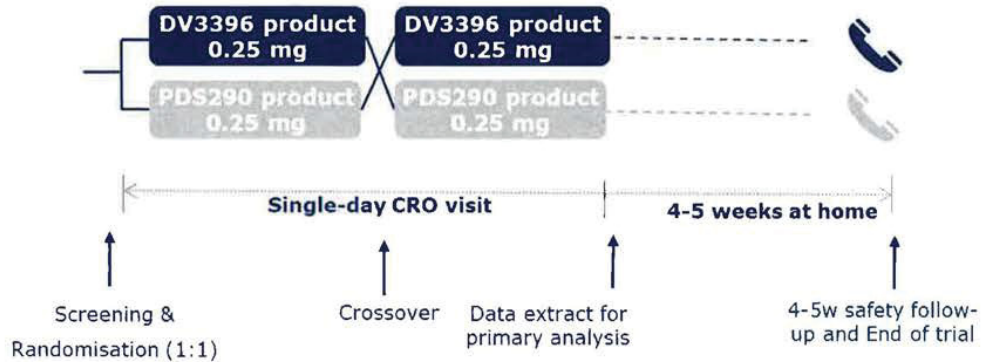 DV3396 product
0.25 mg
DV3396 product
0.25 mg
PDS290 product
0.25 mg
PDS290 product
0.25 mg
Single-day CRO visit
4-5 weeks at home
Screening &
Randomisation (1:1)
Crossover
Data extract for
primary analysis
4-5w safety follow-
up and End of trial